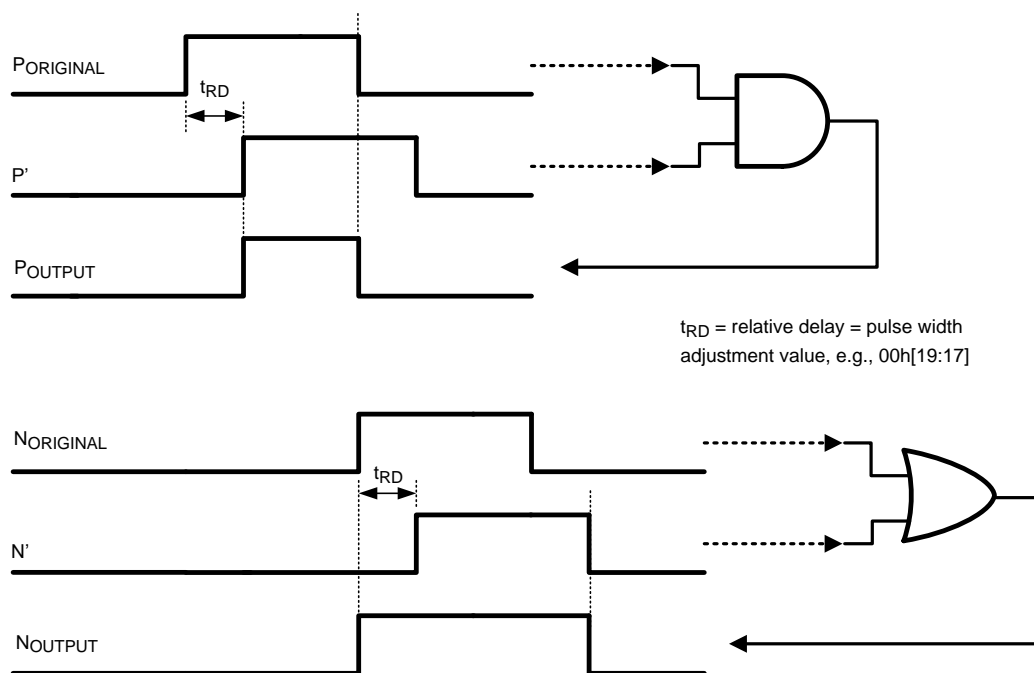 PORIGINAL
tRD
P’
POUTPUT
tRD = relative delay = pulse width
adjustment value, e.g., 00h[19:17]
NORIGINAL
tRD
N’
NOUTPUT